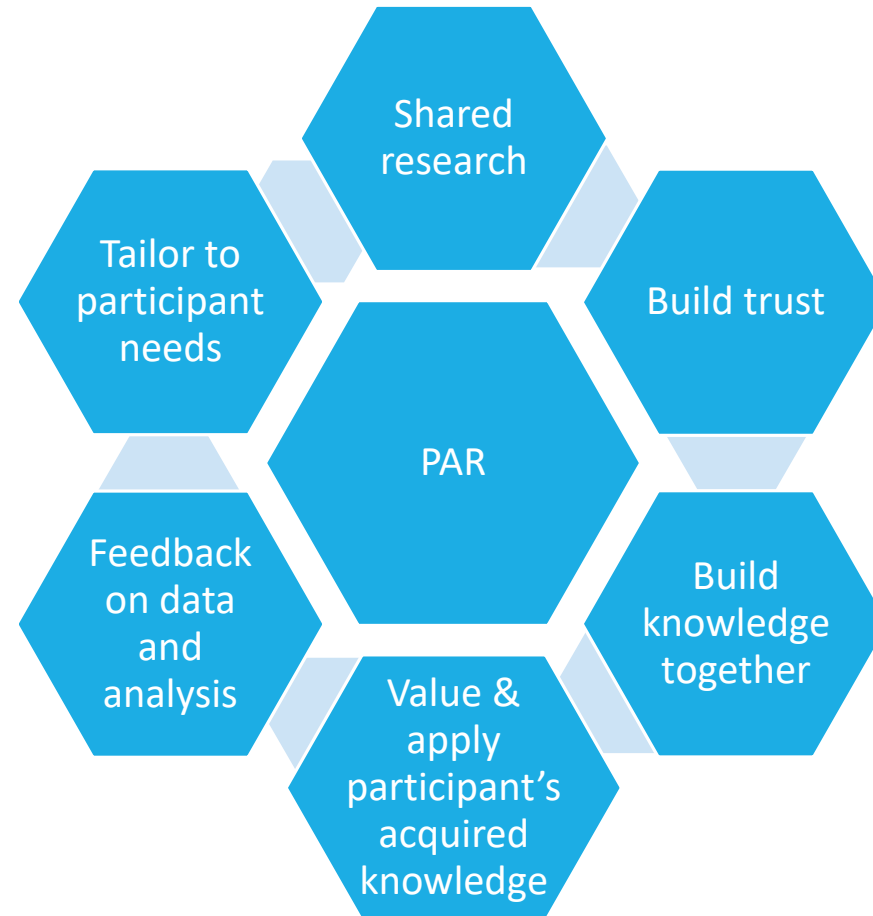 Shared
research
Build trust
Build
knowledge
together
Value &
apply
participant’s
acquired
knowledge
Feedback
on data
and
analysis
Tailor to
participant
needs
PAR